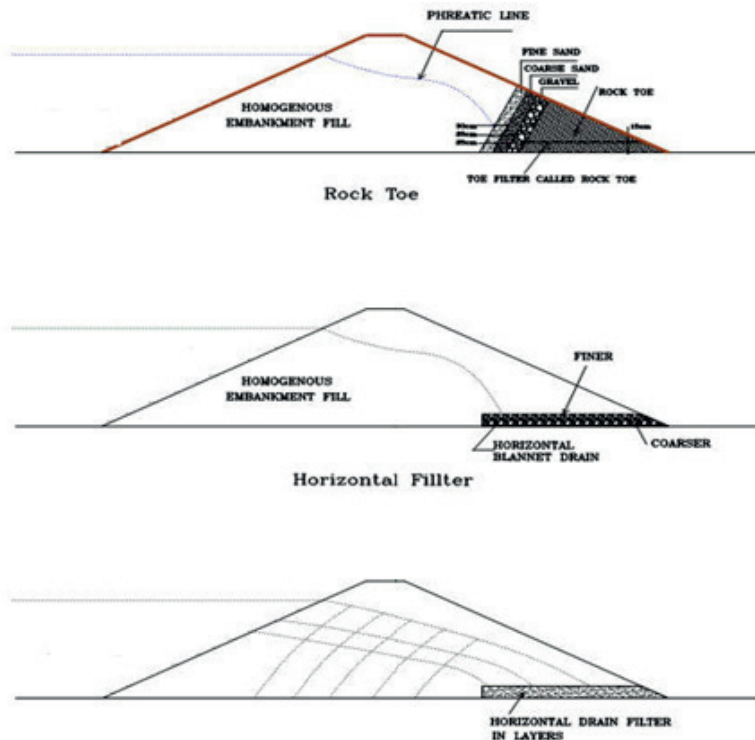 PHREATIC LINE
FINE SAND
COARSE SAND
GRAVEL
ROCK TOE
HOMOGENOUS
EMBANKMENT FILL
15cm
TOE FILTER CALLED ROCK TOE
Rock Toe
FINER
HOMOGENOUS
EMBANKMENT FILL
COARSER
HORIZONTAL
BLANNET DRAIN
Horizontal Fillter
HORIZONTAL DRAIN FILTER
IN LAYERS